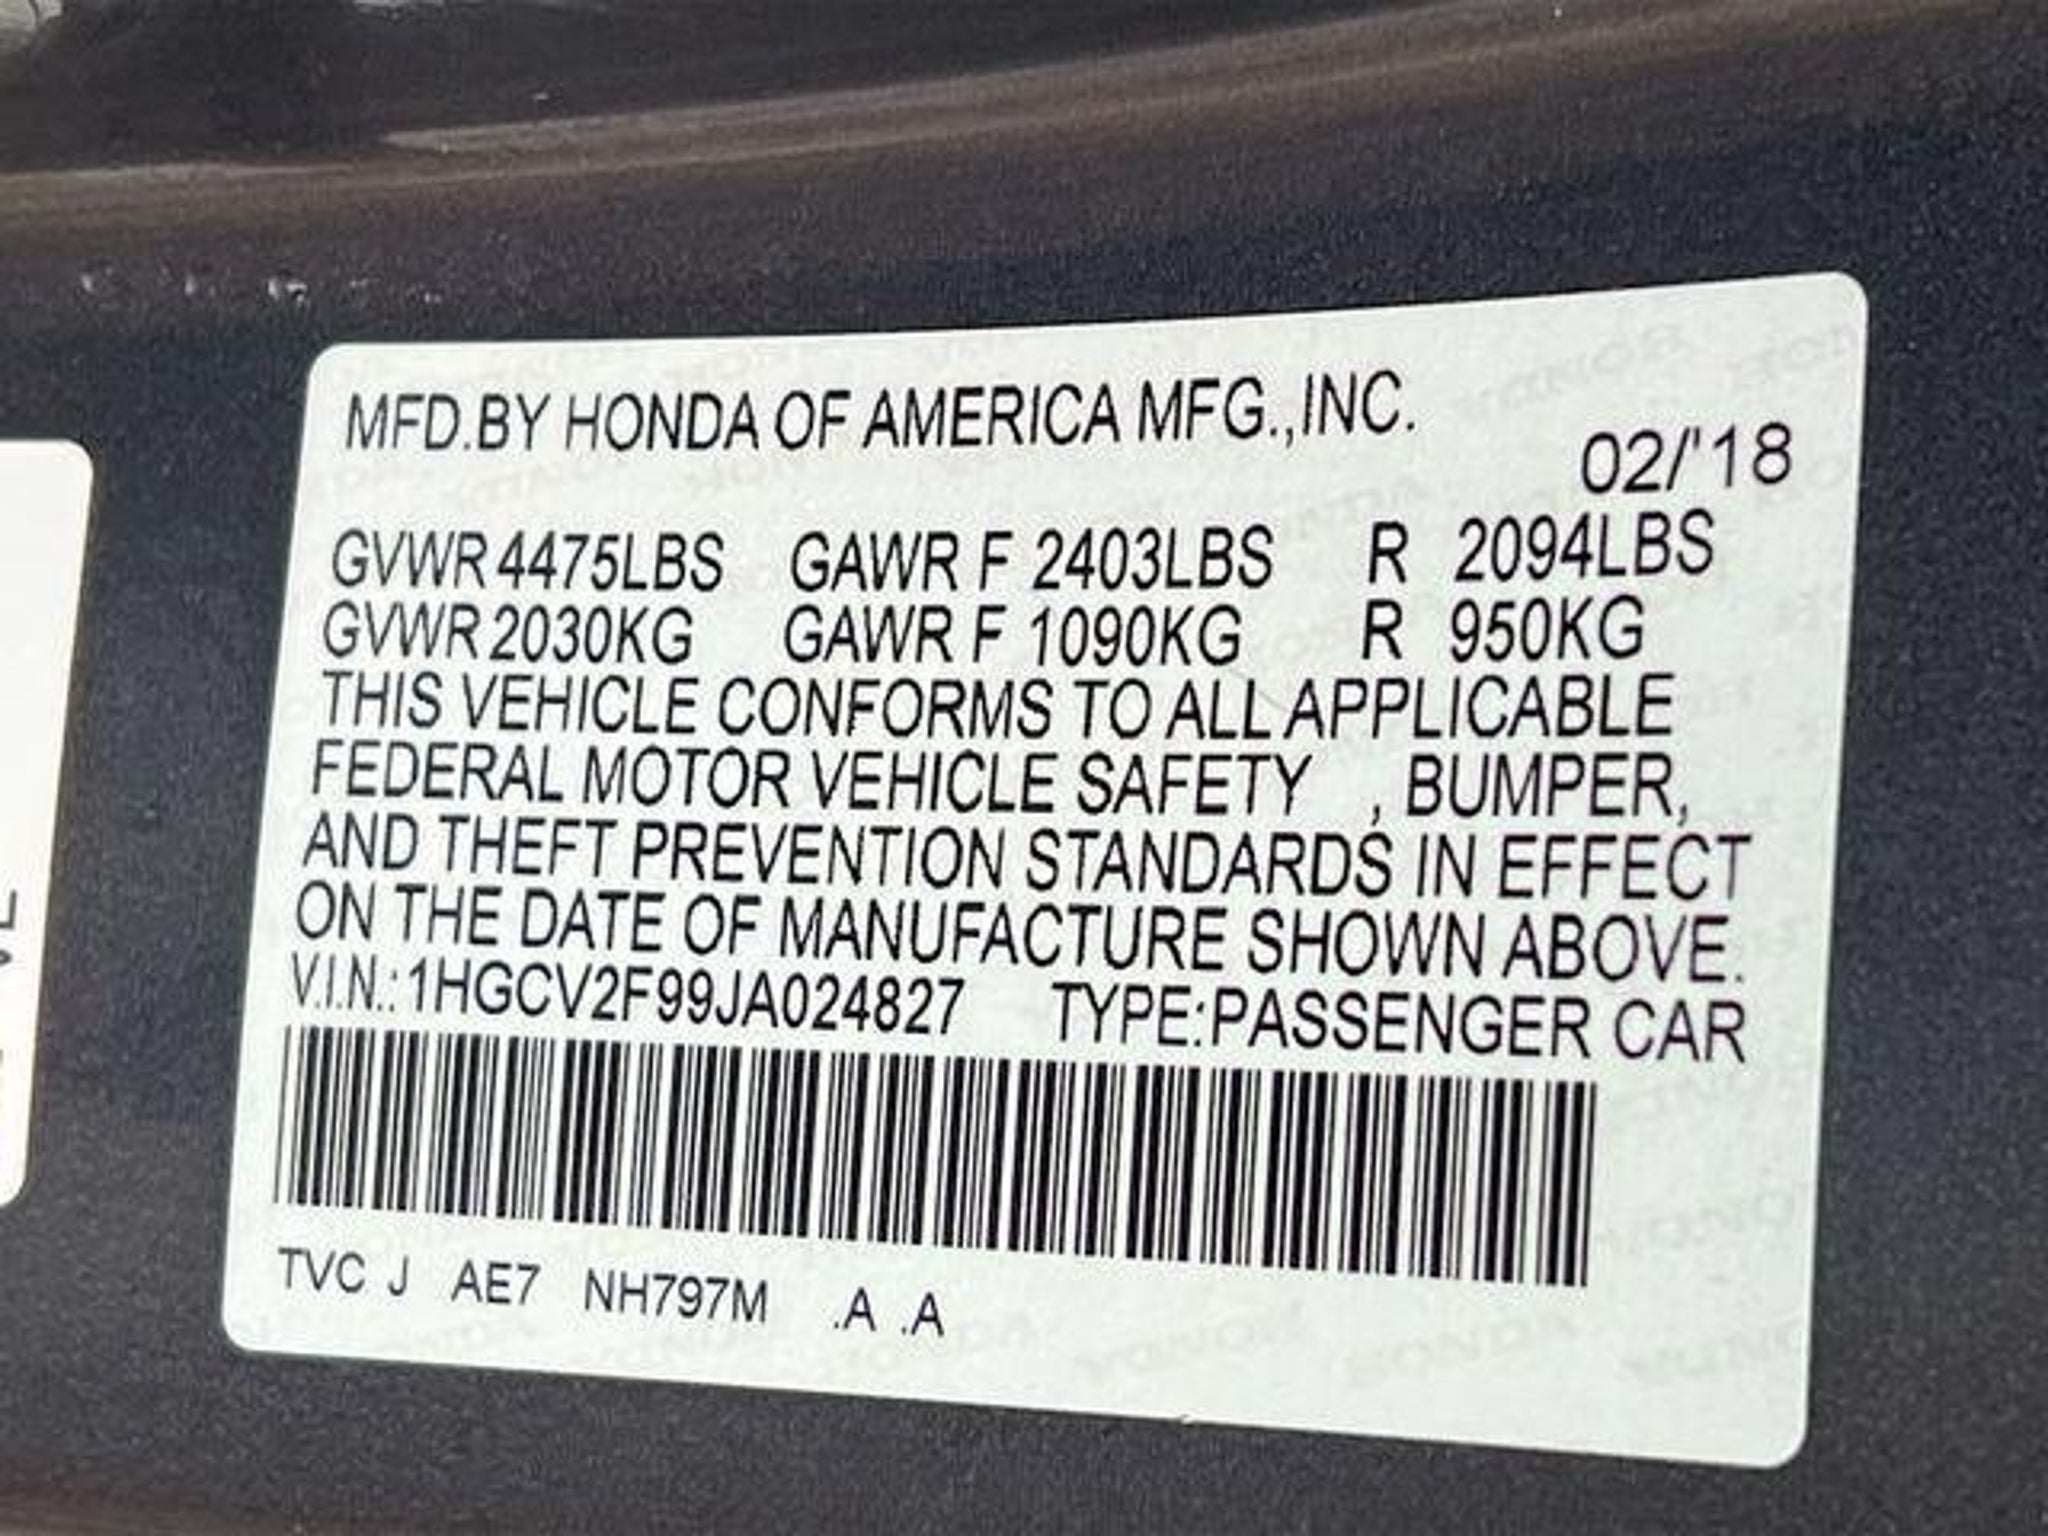 MFD.BY HONDA OF AMERICA MFG.,INC.
02/'18
GVWR 4475LBS GAWR F 2403LBS R 2094LBS
GVWR 2030KG GAWR F 1090KG R 950KG
THIS VEHICLE CONFORMS TO ALL APPLICABLE
FEDERAL MOTOR VEHICLE SAFETY , BUMPER,
AND THEFT PREVENTION STANDARDS IN EFFECT
ON THE DATE OF MANUFACTURE SHOWN ABOVE.
V.I.N.: 1HGCV2F99JA024827 TYPE:PASSENGER CAR
TVC J AE7 NH797M .A .A